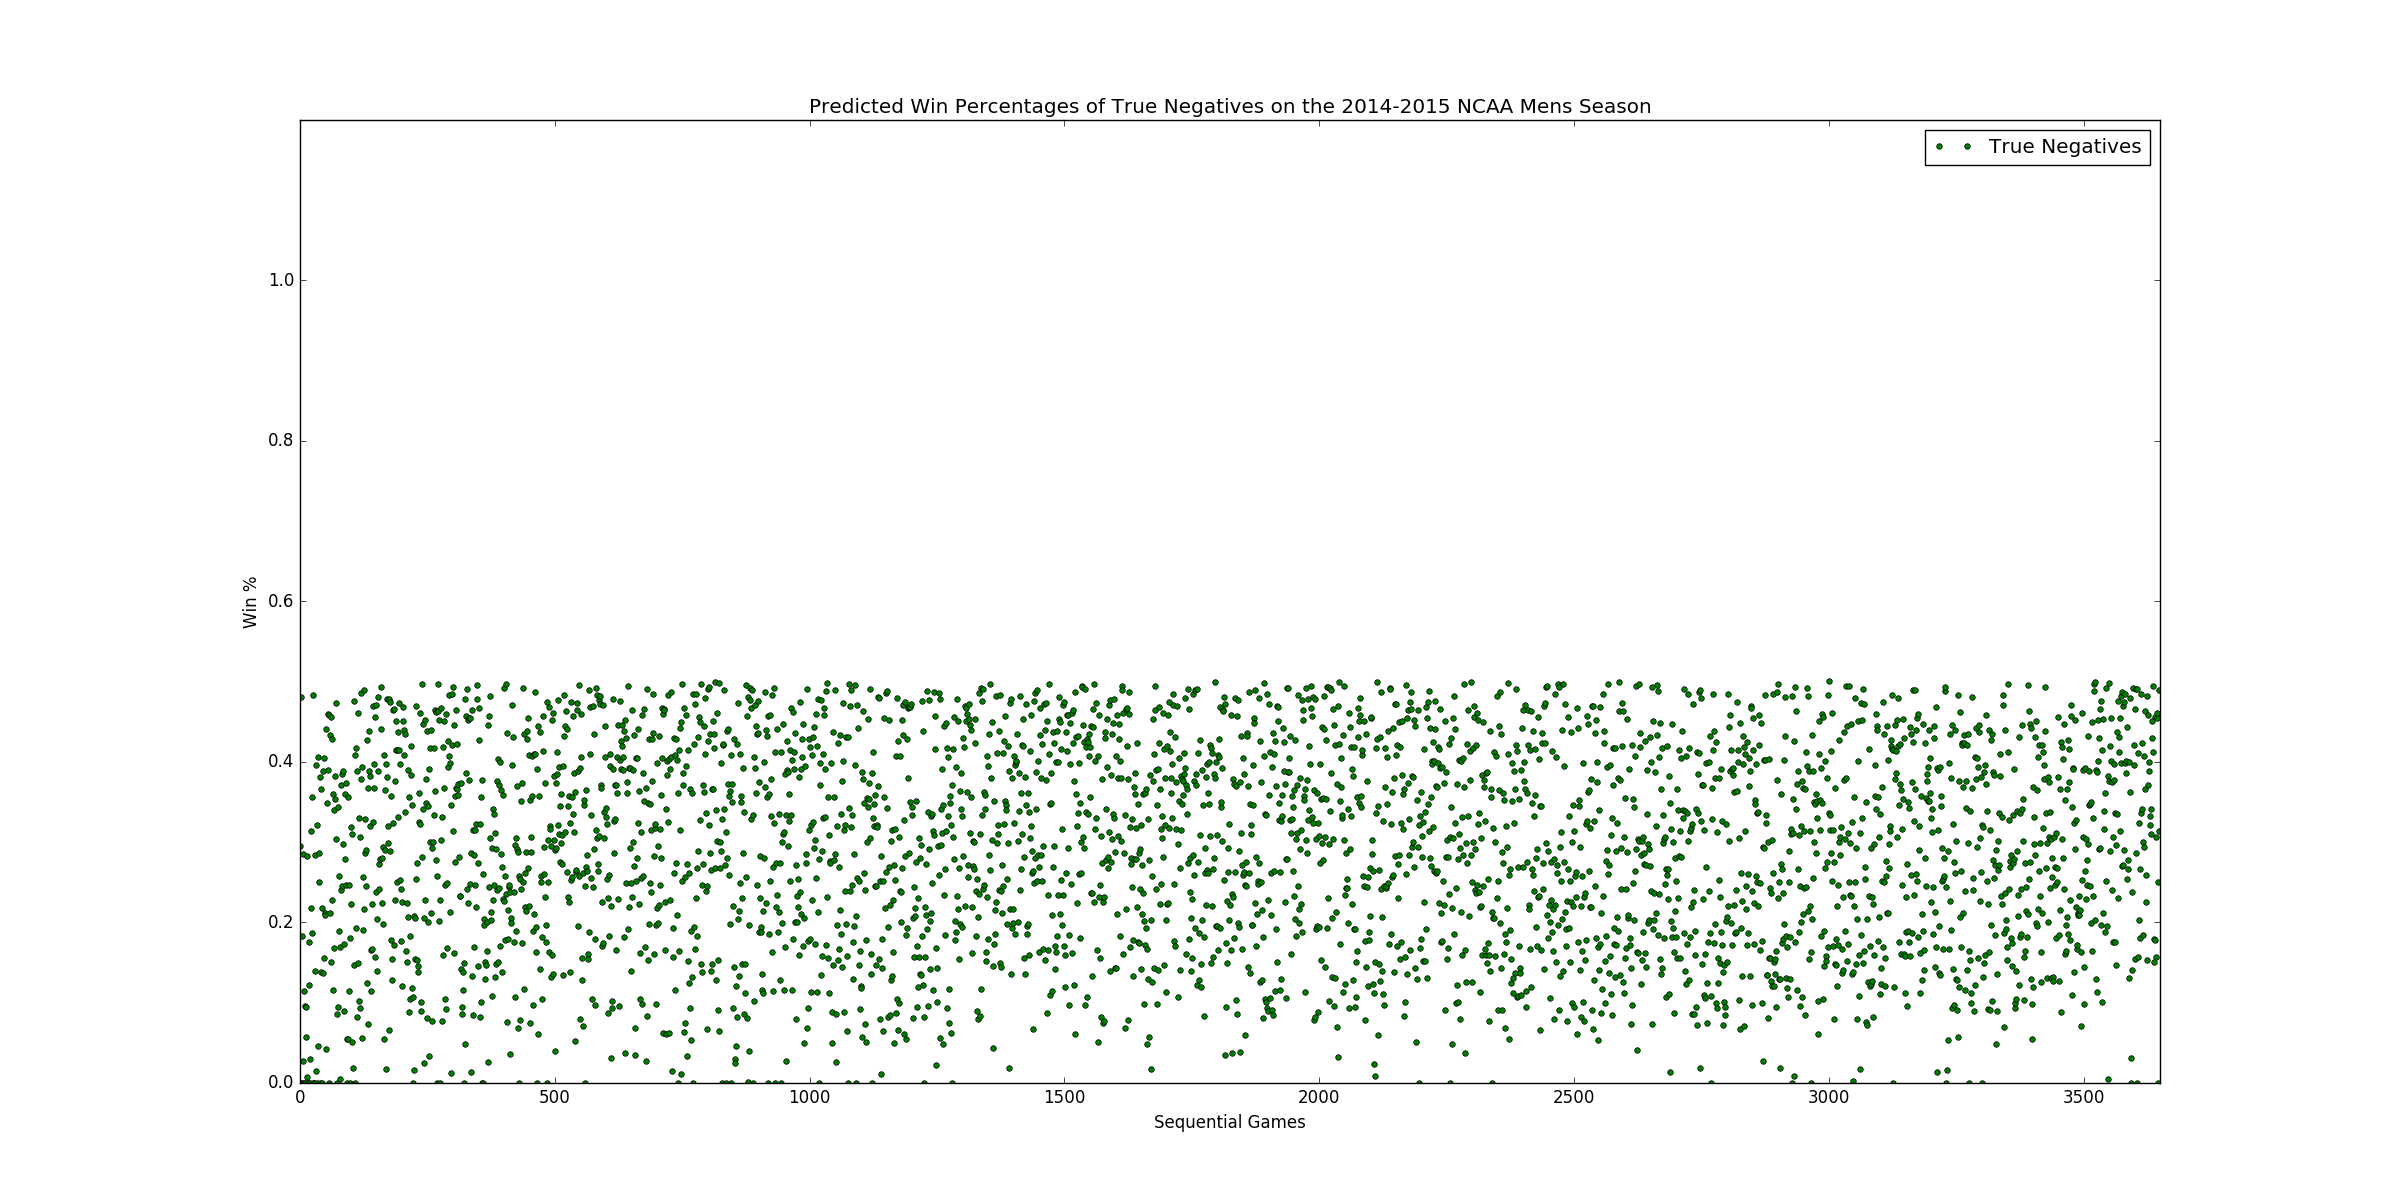 Predicted Win Percentages of True Negatives on the 2014-2015 NCAA Mens Season
True Negatives
1.0
0.8
0.6
0.4
0.2
0.0
Win %
0 500 1000 1500 2000 2500 3000 3500
Sequential Games